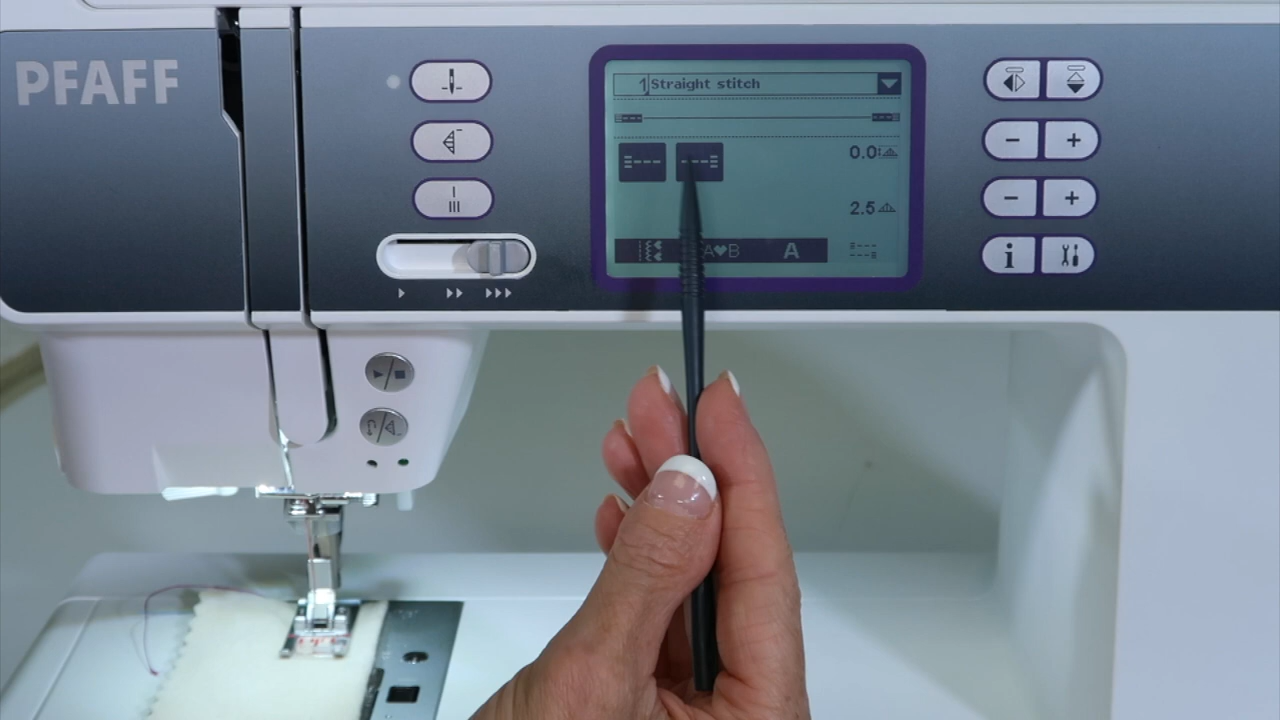 PFAFF
1 Straight stitch
0.0
2.5
A♥B
A
− +
− +
i